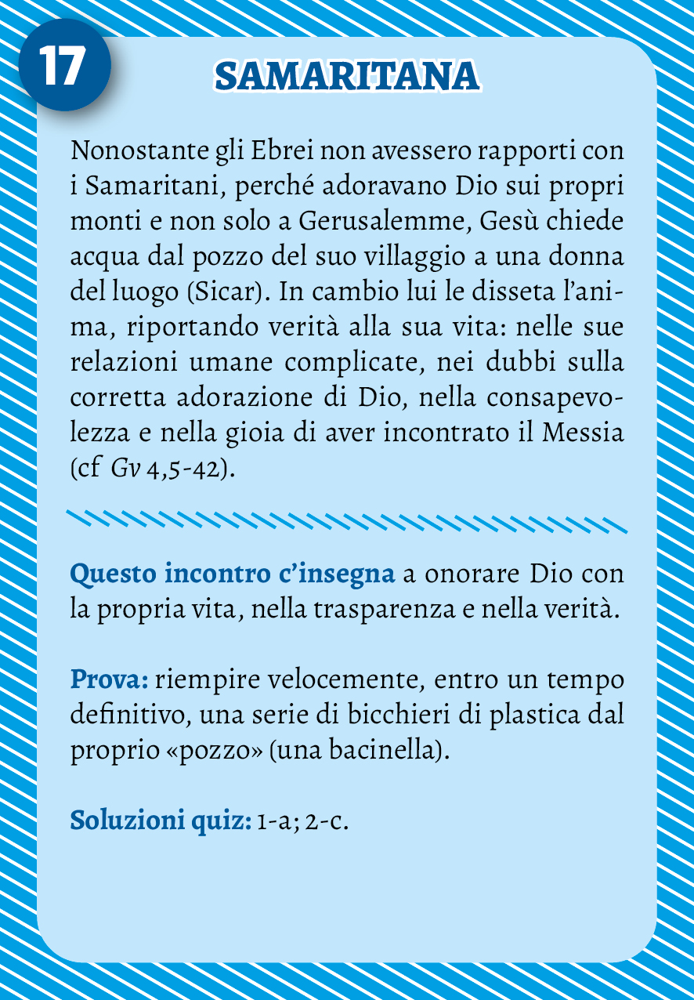 17
SAMARITANA
Nonostante gli Ebrei non avessero rapporti con
i Samaritani, perché adoravano Dio sui propri
monti e non solo a Gerusalemme, Gesù chiede
acqua dal pozzo del suo villaggio a una donna
del luogo (Sicar). In cambio lui le disseta l’ani-
ma, riportando verità alla sua vita: nelle sue
relazioni umane complicate, nei dubbi sulla
corretta adorazione di Dio, nella consapevo-
lezza e nella gioia di aver incontrato il Messia
(cf Gv 4,5-42).
Questo incontro c’insegna a onorare Dio con
la propria vita, nella trasparenza e nella verità.
Prova: riempire velocemente, entro un tempo
definitivo, una serie di bicchieri di plastica dal
proprio «pozzo» (una bacinella).
Soluzioni quiz: 1-a; 2-c.